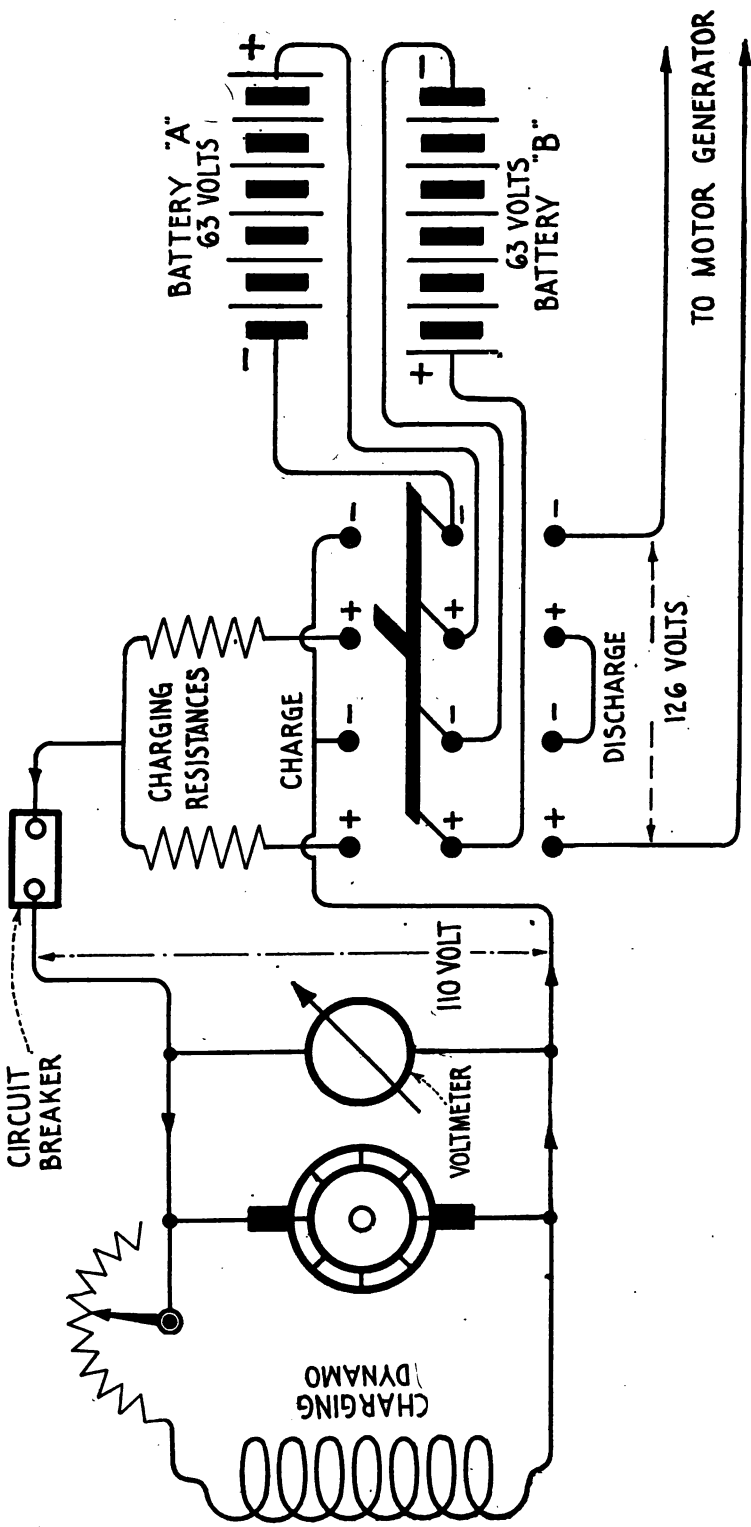 CIRCUIT
BREAKER
CHARGING
RESISTANCES
CHARGE
110 VOLT
VOLTMETER
CHARGING
DYNAMO
BATTERY "A"
63 VOLTS
+
-
-
+
63 VOLTS
BATTERY "B"
+ - + -
+ - + -
+ - + -
DISCHARGE
126 VOLTS
TO MOTOR GENERATOR